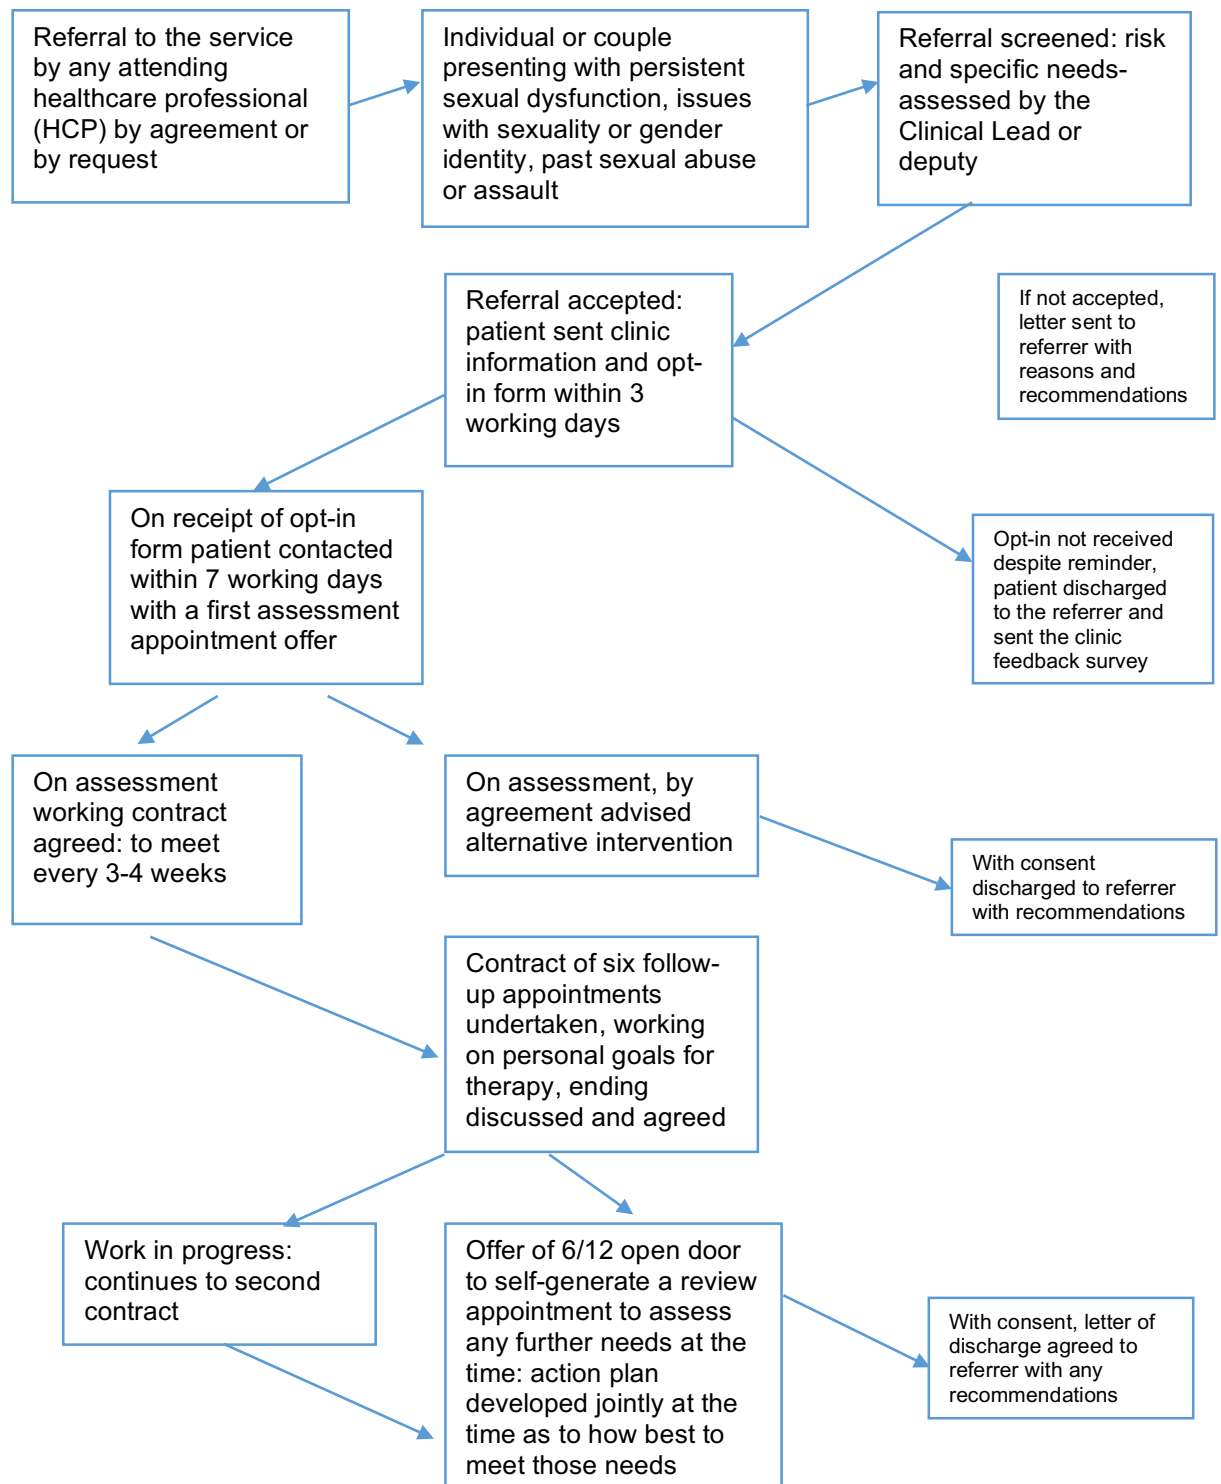 Referral to the service
by any attending
healthcare professional
(HCP) by agreement or
by request
Individual or couple
presenting with persistent
sexual dysfunction, issues
with sexuality or gender
identity, past sexual abuse
or assault
Referral screened: risk
and specific needs-
assessed by the
Clinical Lead or
deputy
Referral accepted:
patient sent clinic
information and opt-
in form within 3
working days
If not accepted,
letter sent to
referrer with
reasons and
recommendations
On receipt of opt-in
form patient contacted
within 7 working days
with a first assessment
appointment offer
Opt-in not received
despite reminder,
patient discharged
to the referrer and
sent the clinic
feedback survey
On assessment
working contract
agreed: to meet
every 3-4 weeks
On assessment, by
agreement advised
alternative intervention
With consent
discharged to referrer
with recommendations
Contract of six follow-
up appointments
undertaken, working
on personal goals for
therapy, ending
discussed and agreed
Work in progress:
continues to second
contract
Offer of 6/12 open door
to self-generate a review
appointment to assess
any further needs at the
time: action plan
developed jointly at the
time as to how best to
meet those needs
With consent, letter of
discharge agreed to
referrer with any
recommendations